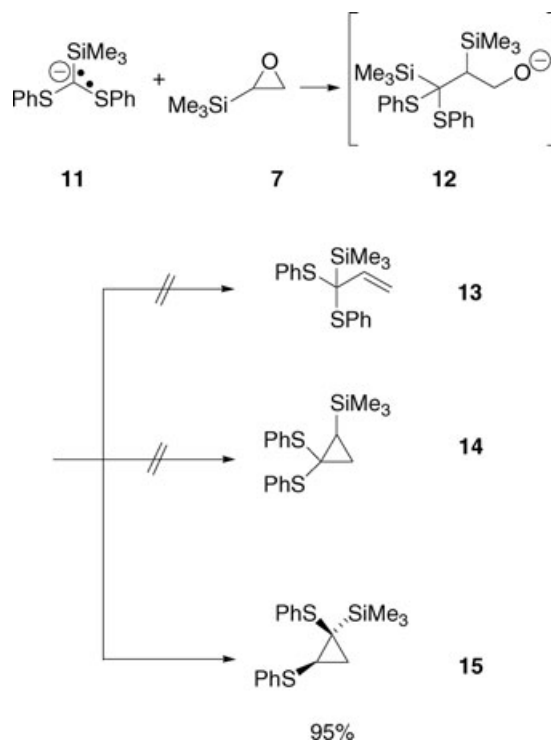 SiMe3
PhS SPh
11
+
O
Me3Si
7
SiMe3
Me3Si
O
PhS
SPh
12
SiMe3
PhS
SPh
13
SiMe3
PhS
PhS
14
PhS SiMe3
PhS
15
95%